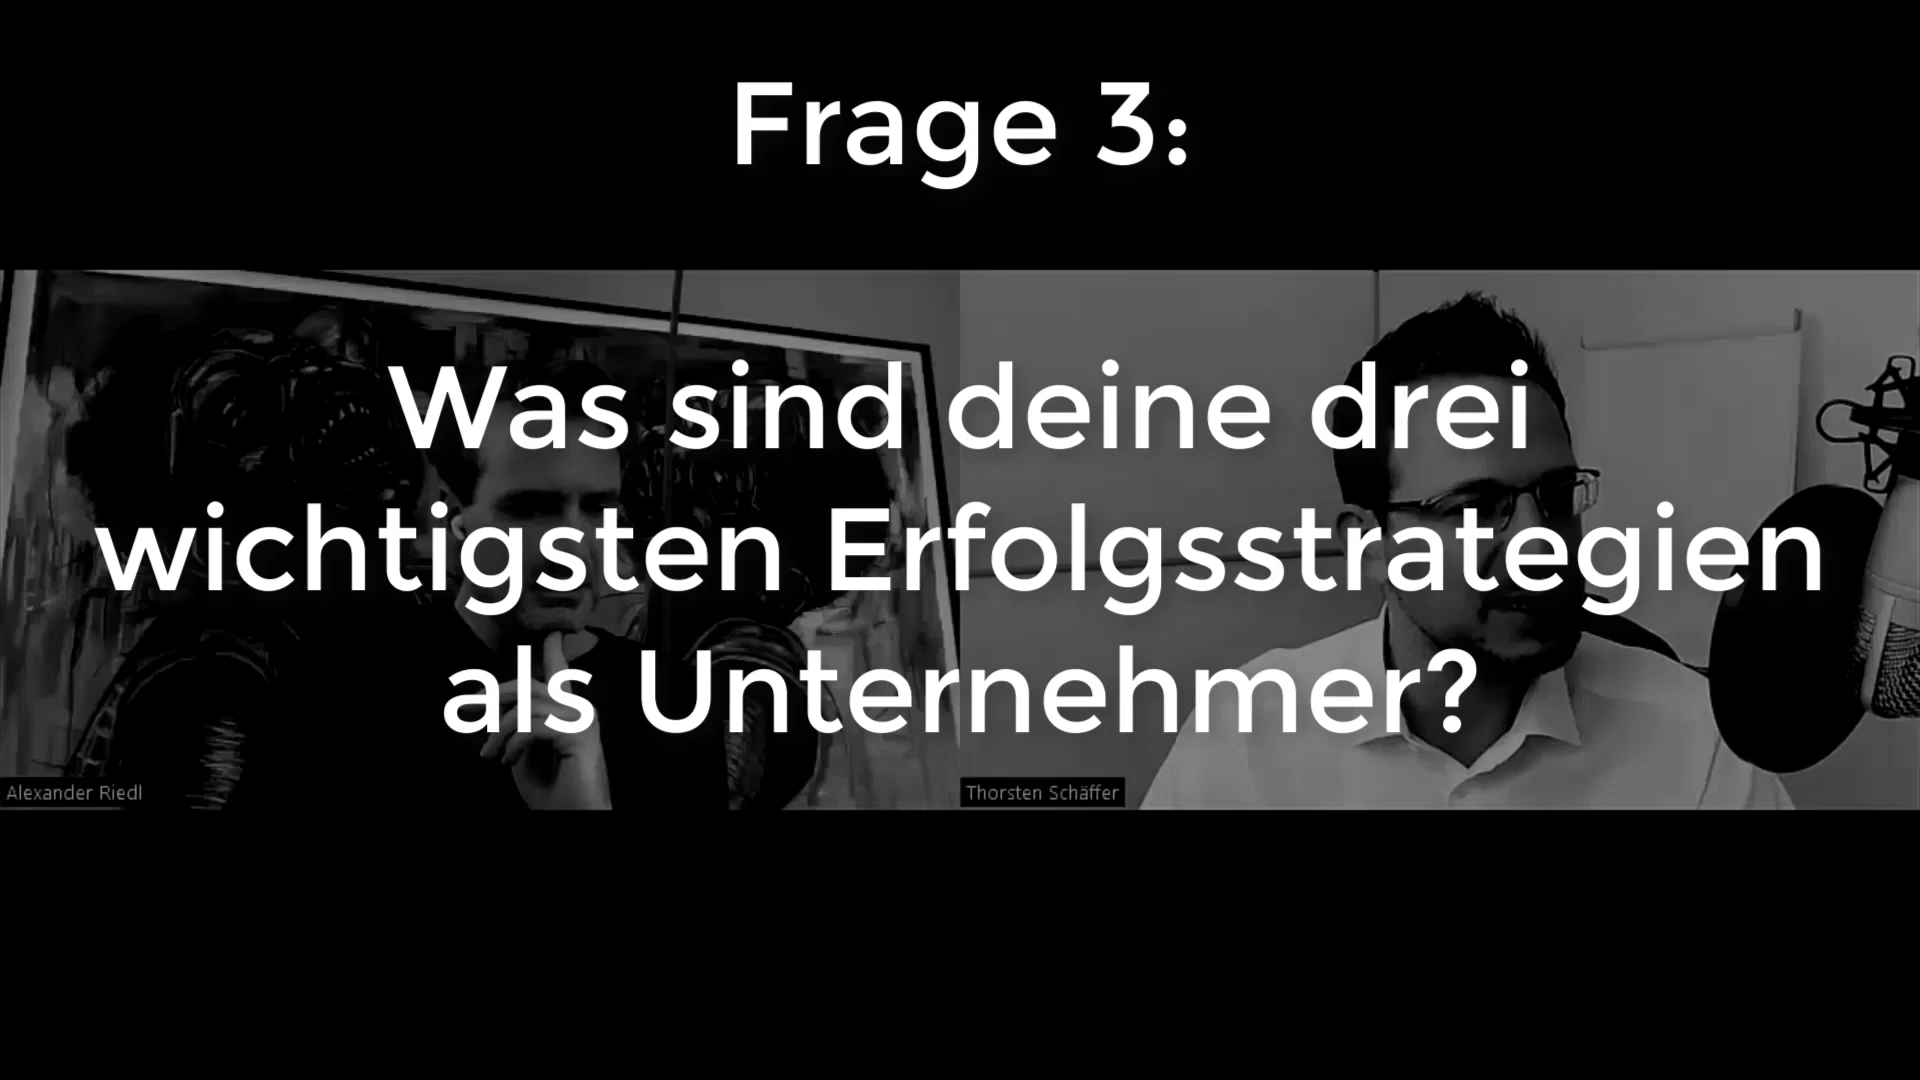 Frage 3:
Was sind deine drei
wichtigsten Erfolgsstrategien
als Unternehmer?
Alexander Riedl
Thorsten Schäffer